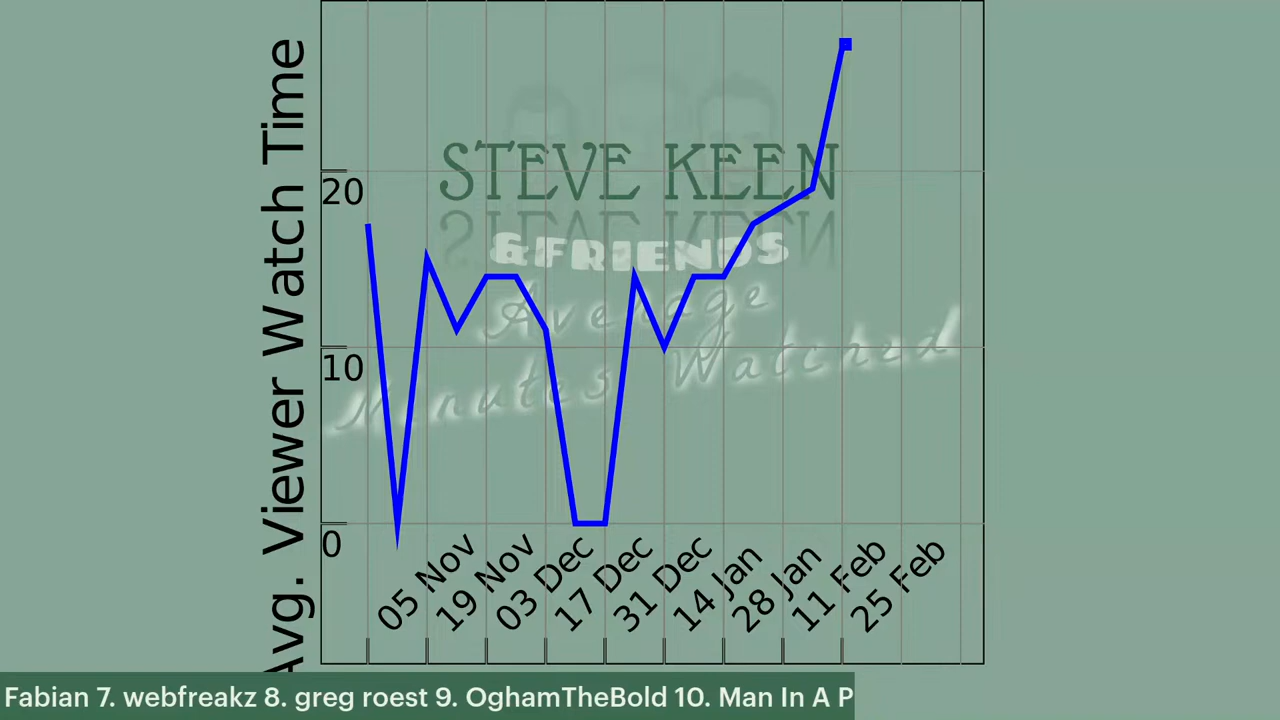 Avg. Viewer Watch Time
STEVE KEEN
&FRIENDS
Average
Minutes Watched
20
10
0
05 Nov
19 Nov
03 Dec
17 Dec
31 Dec
14 Jan
28 Jan
11 Feb
25 Feb
Fabian 7. webfreakz 8. greg roest 9. OghamTheBold 10. Man In A P